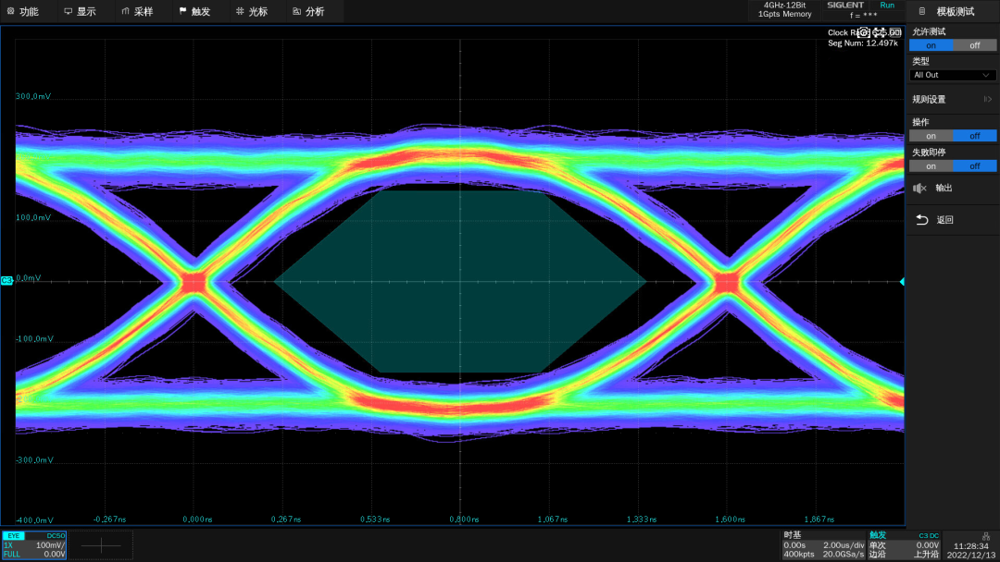 功能 显示 采样 触发 光标 分析
4GHz-12Bit
1Gpts Memory
SIGLENT Run
f = ***
模板测试
Seg Num: 12.497k
允许测试
on off
类型
All Out
规则设置
操作
on off
失败即停
on off
输出
返回
300.0mV
100.0mV
C3
0.0mV
-100.0mV
-300.0mV
-400.0mV
-0.267ns 0.000ns 0.267ns 0.533ns 0.800ns 1.067ns 1.333ns 1.600ns 1.867ns
EYE DC50
1X 100mV/
FULL 0.00V
时基
0.00s 2.00us/div
400kpts 20.0GSa/s
触发 C3 DC
单次 0.00V
边沿 上升沿
11:28:34
2022/12/13